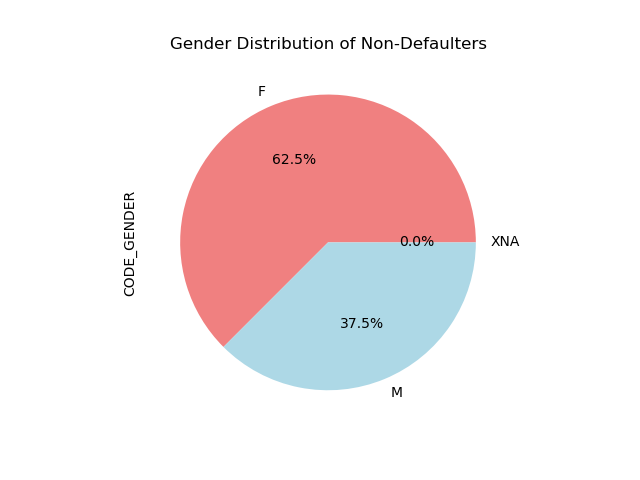 Gender Distribution of Non-Defaulters
F
62.5%
CODE_GENDER
0.0%
XNA
37.5%
M